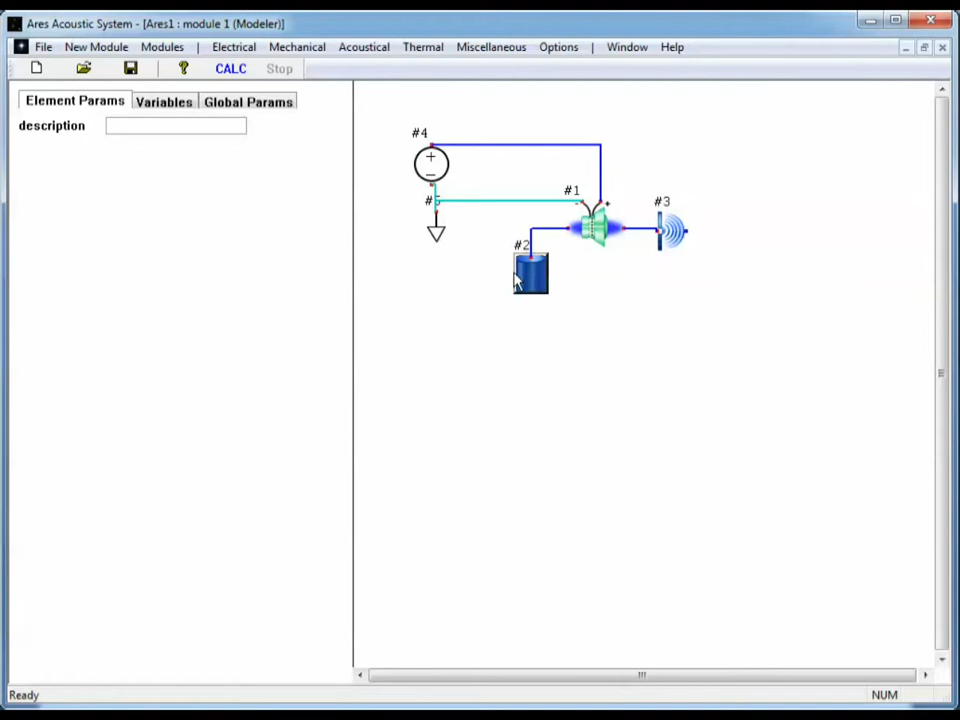 Ares Acoustic System - [Ares1 : module 1 (Modeler)]
File New Module Modules Electrical Mechanical Acoustical Thermal Miscellaneous Options Window Help
? CALC Stop
Element Params Variables Global Params
description
#4
#1
#3
#2
Ready NUM